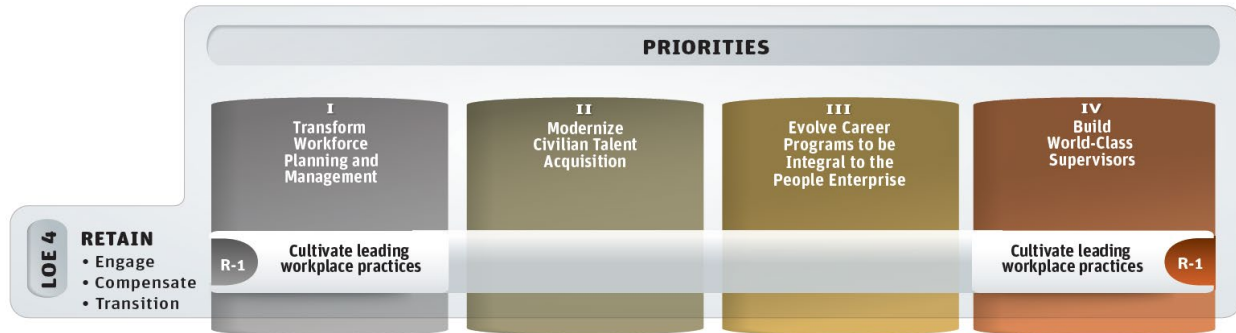 PRIORITIES
I
Transform
Workforce
Planning and
Management
II
Modernize
Civilian Talent
Acquisition
III
Evolve Career
Programs to be
Integral to the
People Enterprise
IV
Build
World-Class
Supervisors
LOE 4
RETAIN
• Engage
• Compensate
• Transition
R-1
Cultivate leading
workplace practices
Cultivate leading
workplace practices
R-1